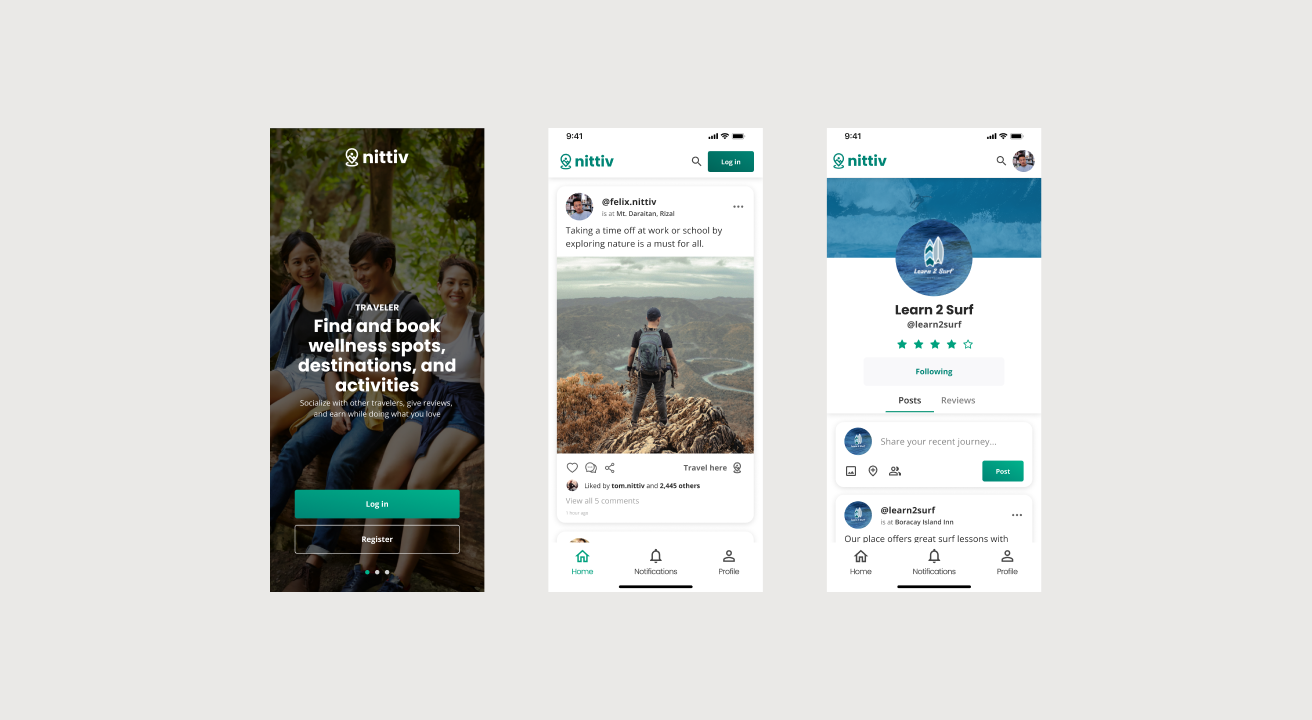 nittiv
TRAVELER
Find and book
wellness spots,
destinations, and
activities
Socialize with other travelers, give reviews,
and earn while doing what you love
Log in
Register
9:41
nittiv
Log in
@felix.nittiv
is at Mt. Daraitan, Rizal
Taking a time off at work or school by
exploring nature is a must for all.
Travel here
Liked by tom.nittiv and 2,445 others
View all 5 comments
1 hour ago
Home
Notifications
Profile
9:41
nittiv
Learn 2 Surf
Learn 2 Surf
@learn2surf
Following
Posts
Reviews
Share your recent journey...
Post
@learn2surf
is at Boracay Island Inn
Our place offers great surf lessons with
Home
Notifications
Profile